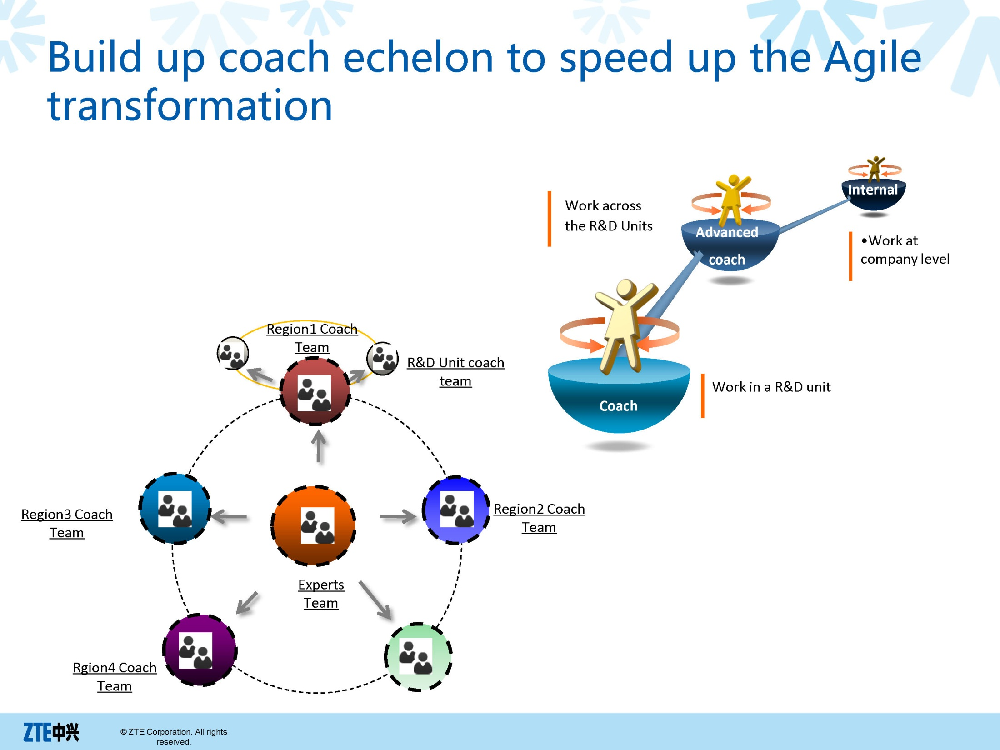 Build up coach echelon to speed up the Agile
transformation
Internal
Work across
the R&D Units
Advanced
coach
•Work at
company level
Region1 Coach
Team
R&D Unit coach
team
Work in a R&D unit
Coach
Region3 Coach
Team
Region2 Coach
Team
Experts
Team
Rgion4 Coach
Team
ZTE中兴
© ZTE Corporation. All rights
reserved.